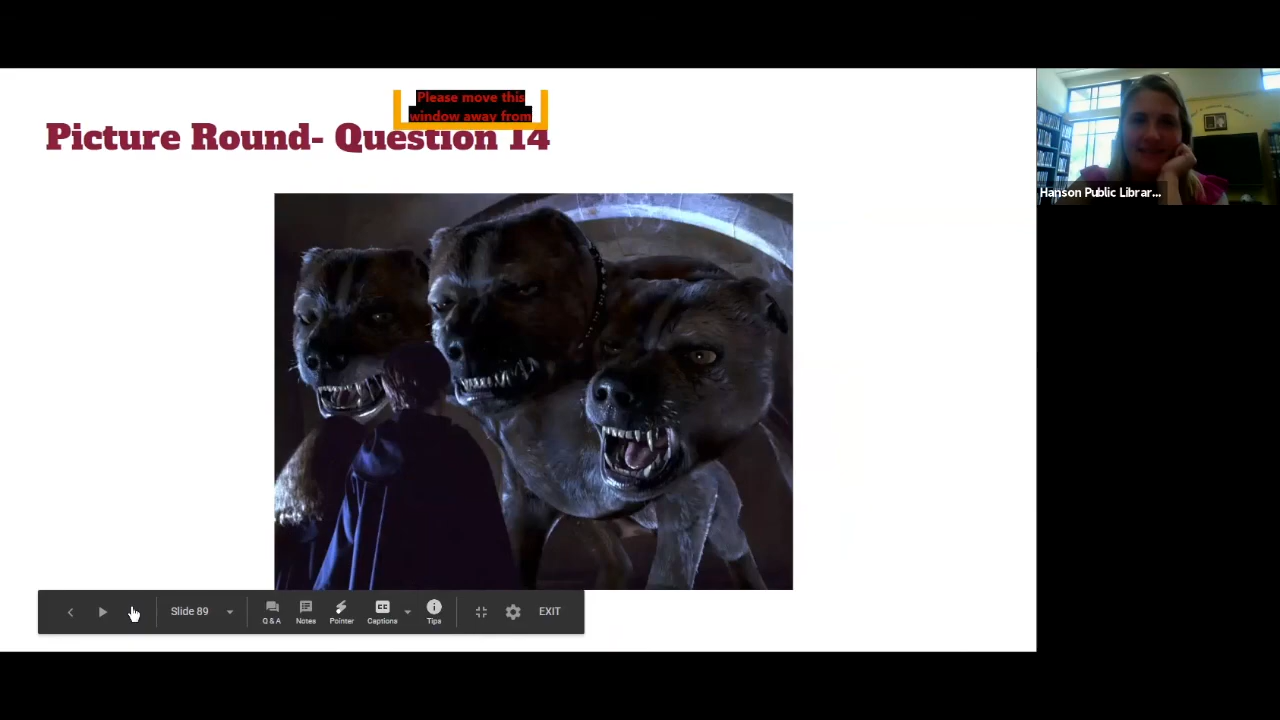 Please move this
window away from
Picture Round- Question 14
Hanson Public Librar...
Slide 89
Q & A
Notes
Pointer
CC
Captions
Tips
EXIT